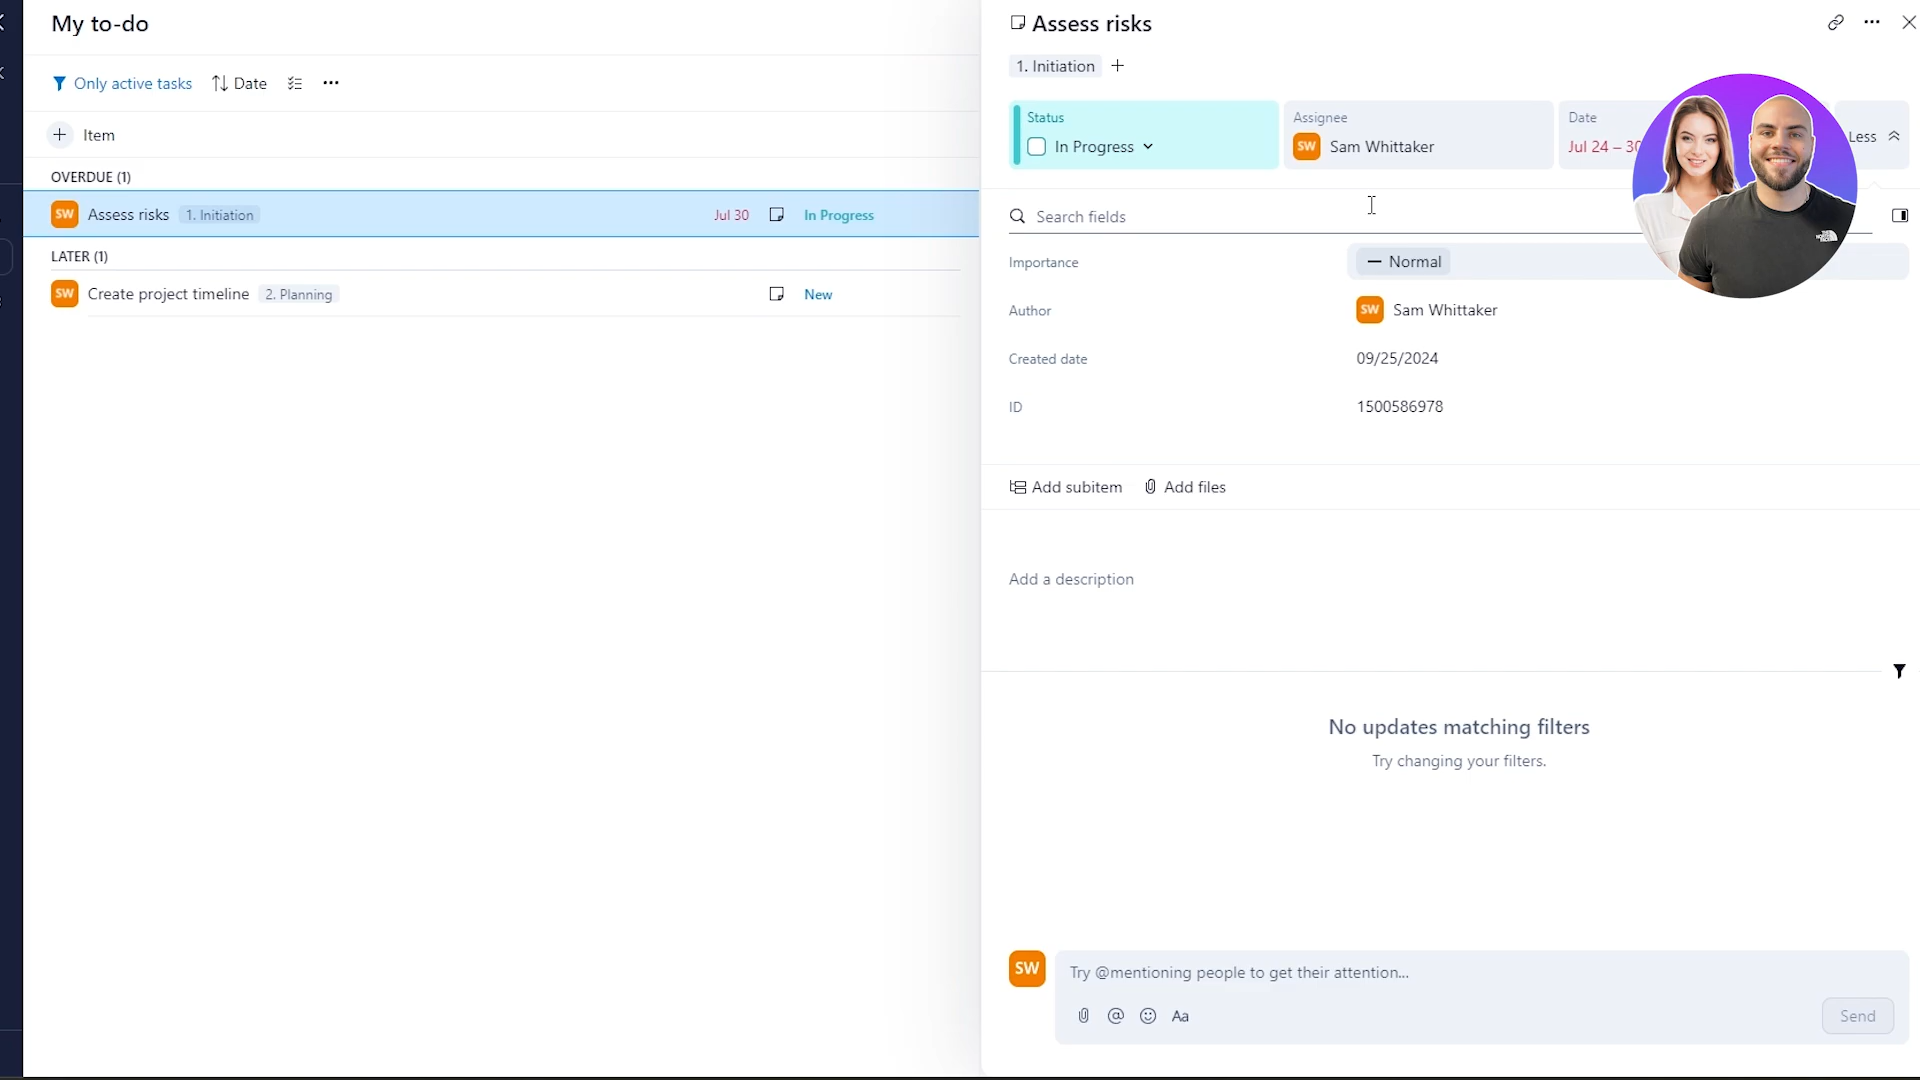 My to-do
Only active tasks
Date
Item
OVERDUE (1)
SW Assess risks 1. Initiation Jul 30 In Progress
LATER (1)
SW Create project timeline 2. Planning New
Assess risks
1. Initiation
Status
In Progress
Assignee
SW Sam Whittaker
Date
Jul 24 – 30
Less
Search fields
Importance
Normal
Author
SW Sam Whittaker
Created date
09/25/2024
ID
1500586978
Add subitem
Add files
Add a description
No updates matching filters
Try changing your filters.
SW
Try @mentioning people to get their attention...
@ Aa
Send